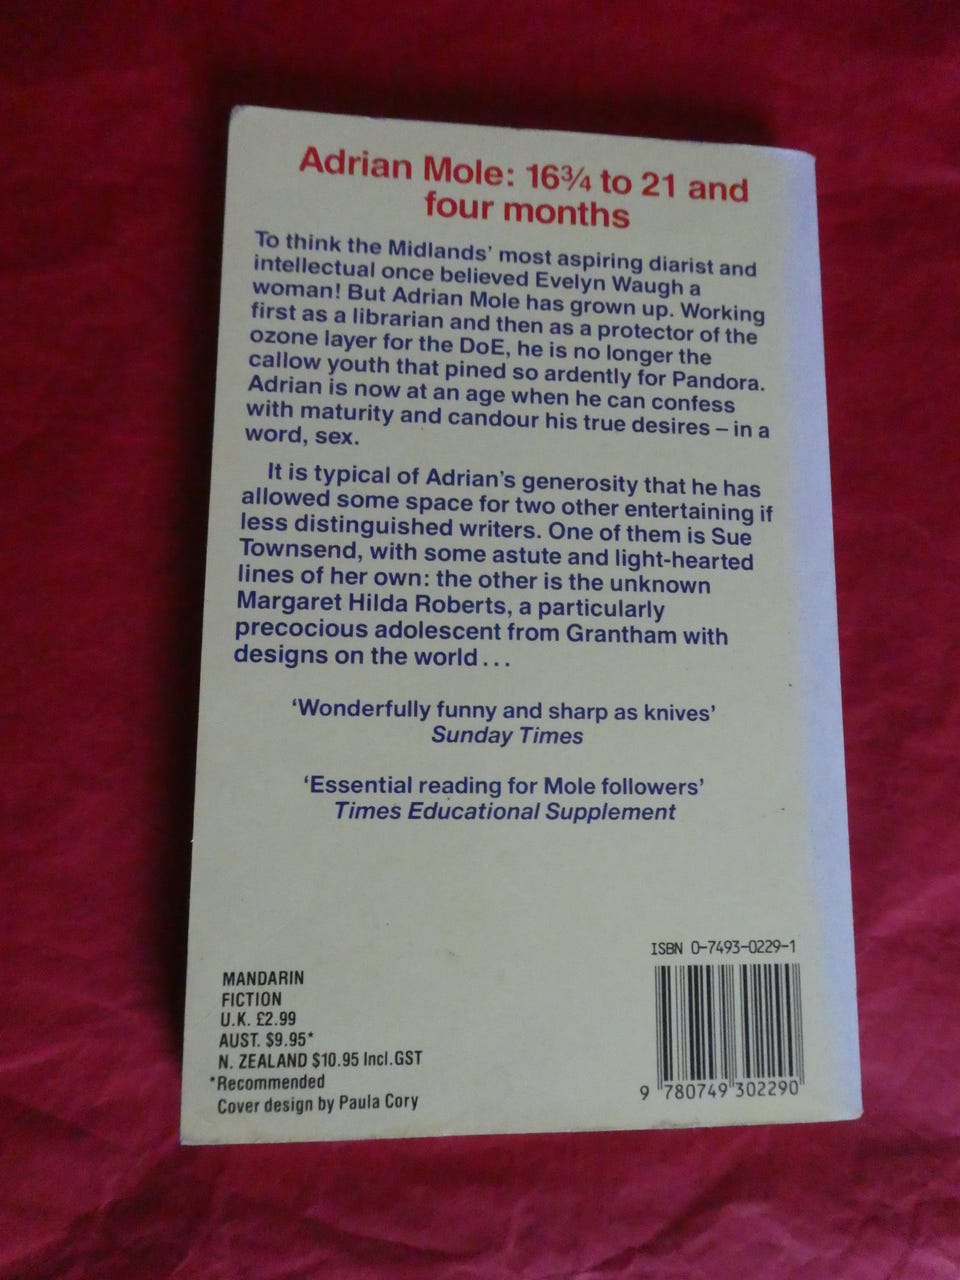 Adrian Mole: 16¾ to 21 and
four months
To think the Midlands' most aspiring diarist and
intellectual once believed Evelyn Waugh a
woman! But Adrian Mole has grown up. Working
first as a librarian and then as a protector of the
ozone layer for the DoE, he is no longer the
callow youth that pined so ardently for Pandora.
Adrian is now at an age when he can confess
with maturity and candour his true desires – in a
word, sex.
It is typical of Adrian's generosity that he has
allowed some space for two other entertaining if
less distinguished writers. One of them is Sue
Townsend, with some astute and light-hearted
lines of her own: the other is the unknown
Margaret Hilda Roberts, a particularly
precocious adolescent from Grantham with
designs on the world...
'Wonderfully funny and sharp as knives'
Sunday Times
'Essential reading for Mole followers'
Times Educational Supplement
MANDARIN
FICTION
U.K. £2.99
AUST. $9.95*
N. ZEALAND $10.95 Incl.GST
*Recommended
Cover design by Paula Cory
ISBN 0-7493-0229-1
9 780749 302290